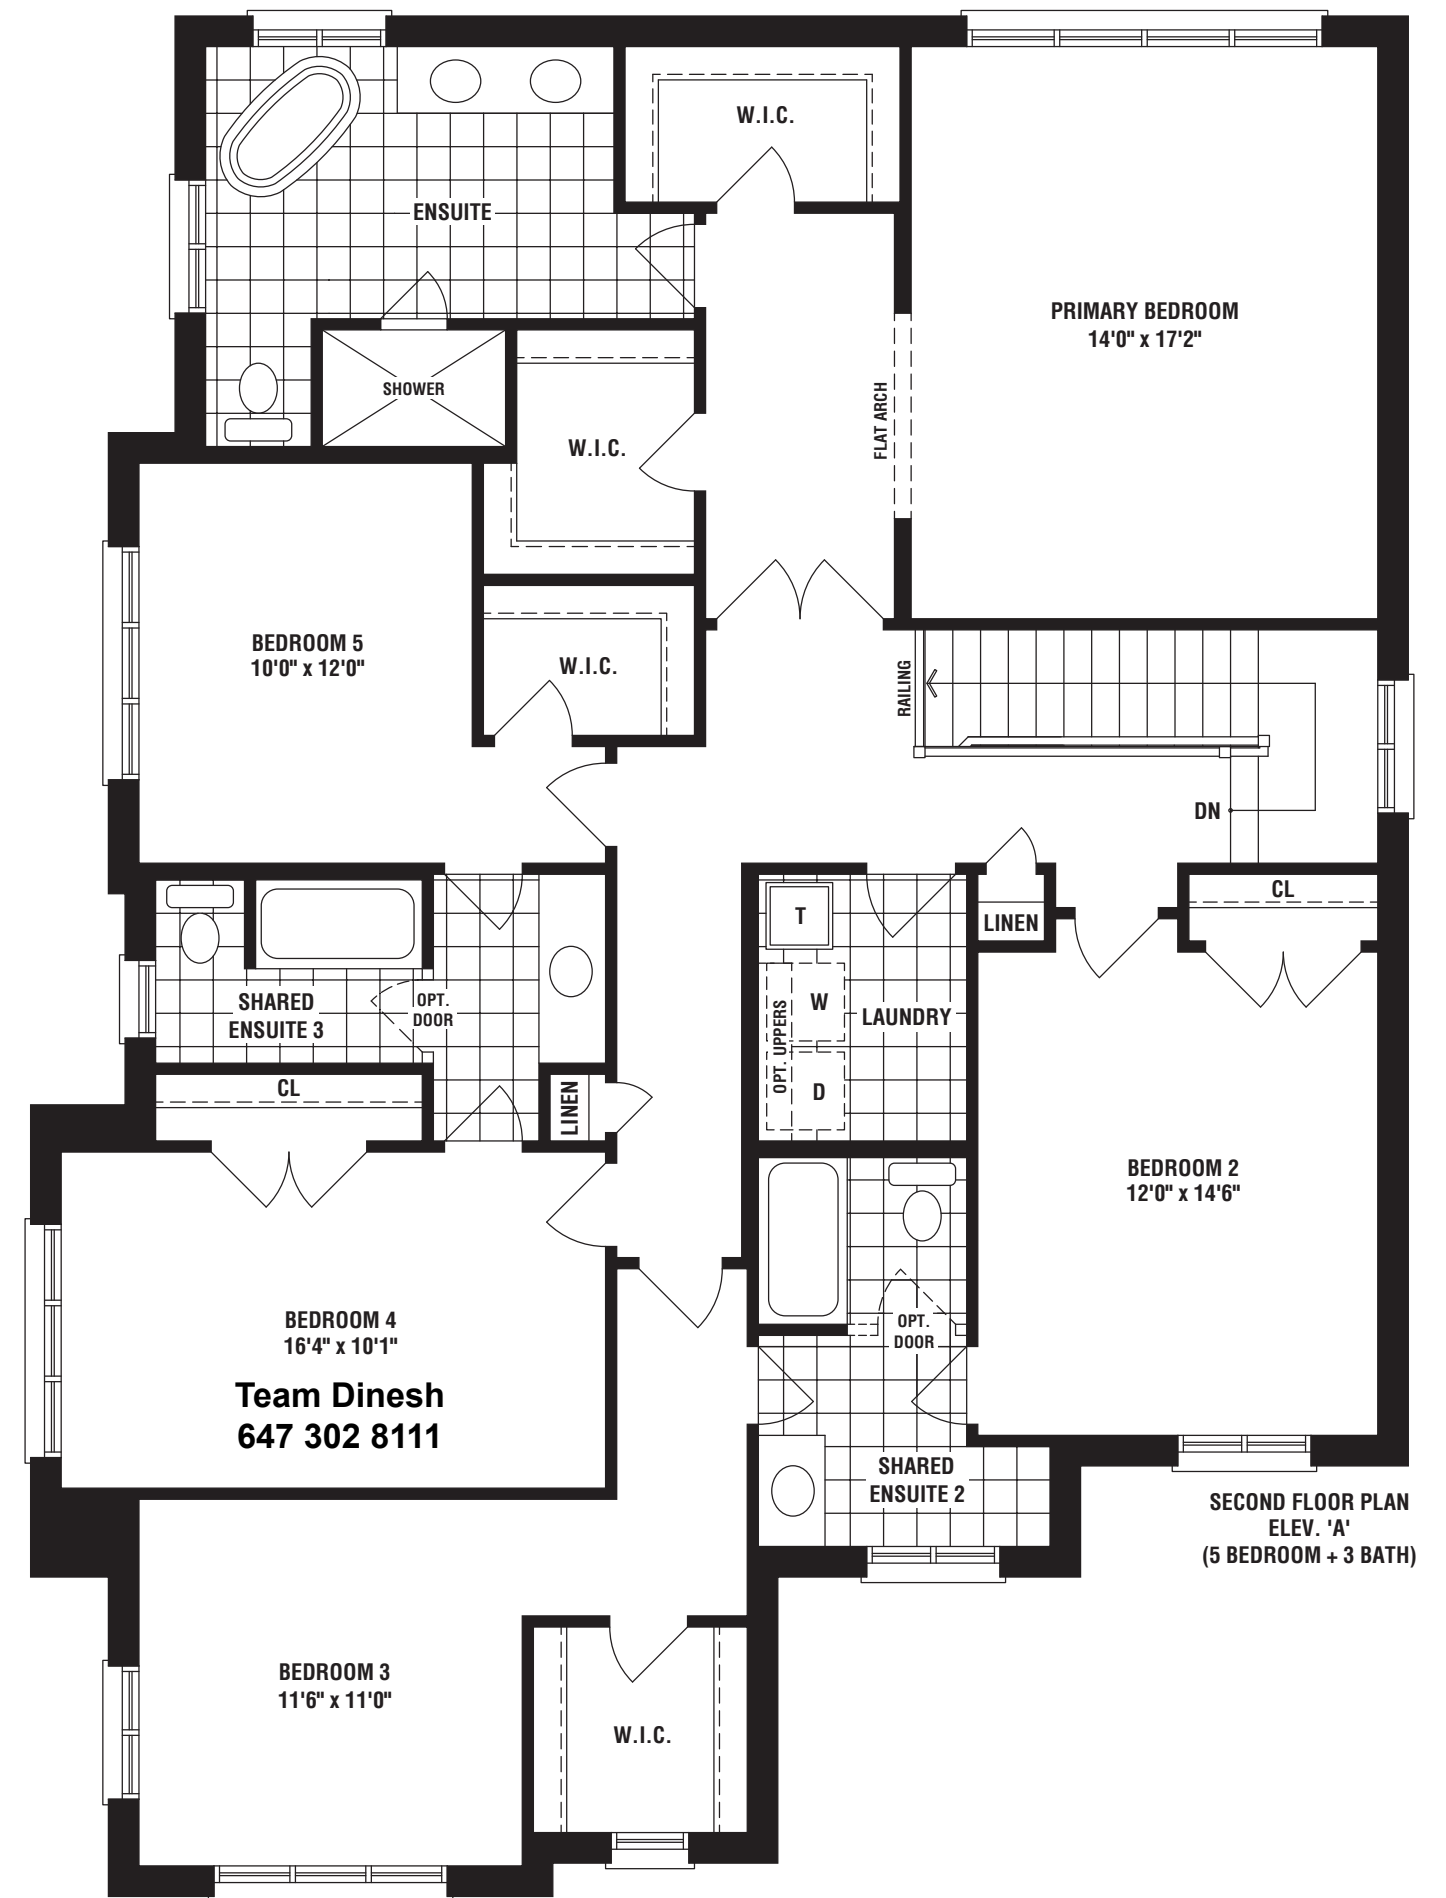 W.I.C.
ENSUITE
PRIMARY BEDROOM
14'0" x 17'2"
SHOWER
FLAT ARCH
W.I.C.
BEDROOM 5
10'0" x 12'0"
W.I.C.
RAILING
DN
CL
T
LINEN
W
LAUNDRY
OPT. UPPERS
D
SHARED
ENSUITE 3
OPT.
DOOR
CL
LINEN
BEDROOM 2
12'0" x 14'6"
BEDROOM 4
16'4" x 10'1"
OPT.
DOOR
Team Dinesh
647 302 8111
SHARED
ENSUITE 2
SECOND FLOOR PLAN
ELEV. 'A'
(5 BEDROOM + 3 BATH)
BEDROOM 3
11'6" x 11'0"
W.I.C.